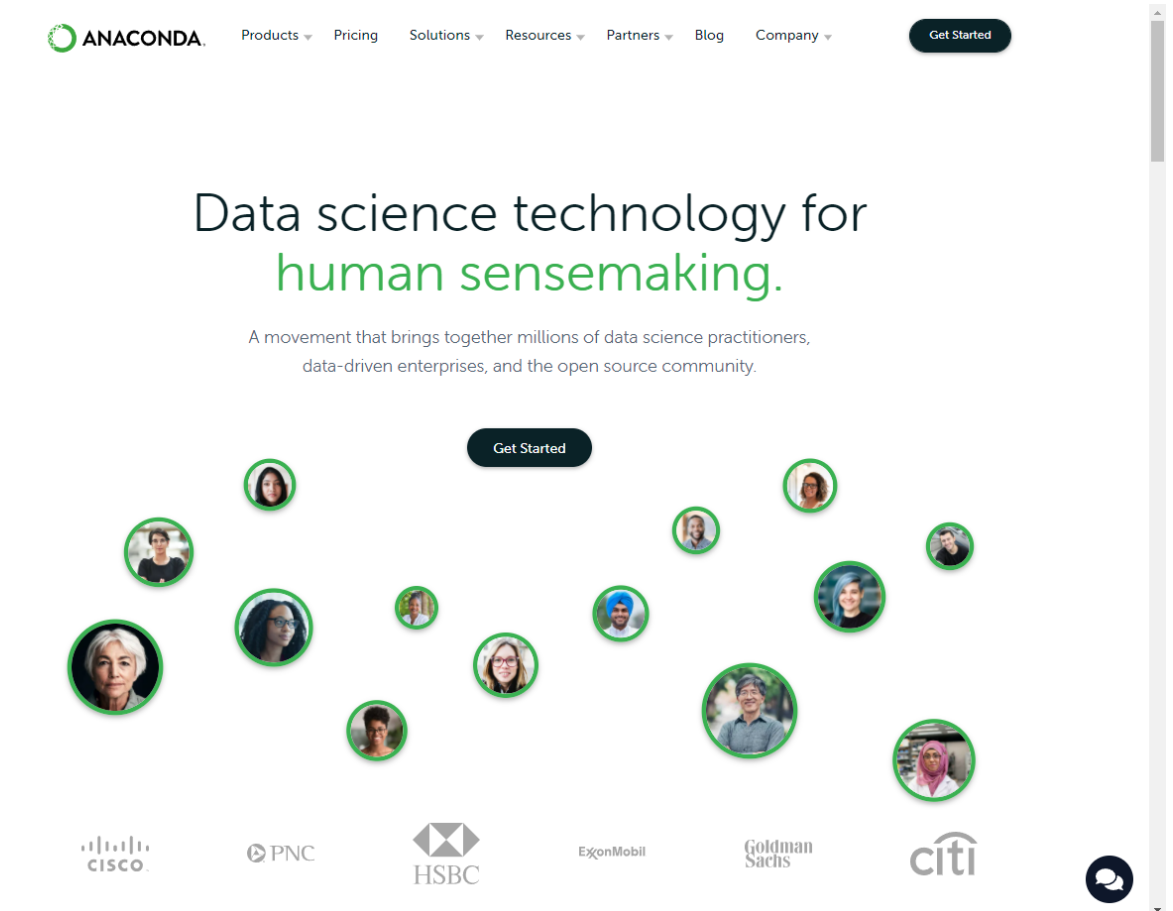 ANACONDA.
Products Pricing Solutions Resources Partners Blog Company Get Started
Data science technology for
human sensemaking.
A movement that brings together millions of data science practitioners,
data-driven enterprises, and the open source community.
Get Started
CISCO PNC HSBC ExxonMobil Goldman Sachs citi